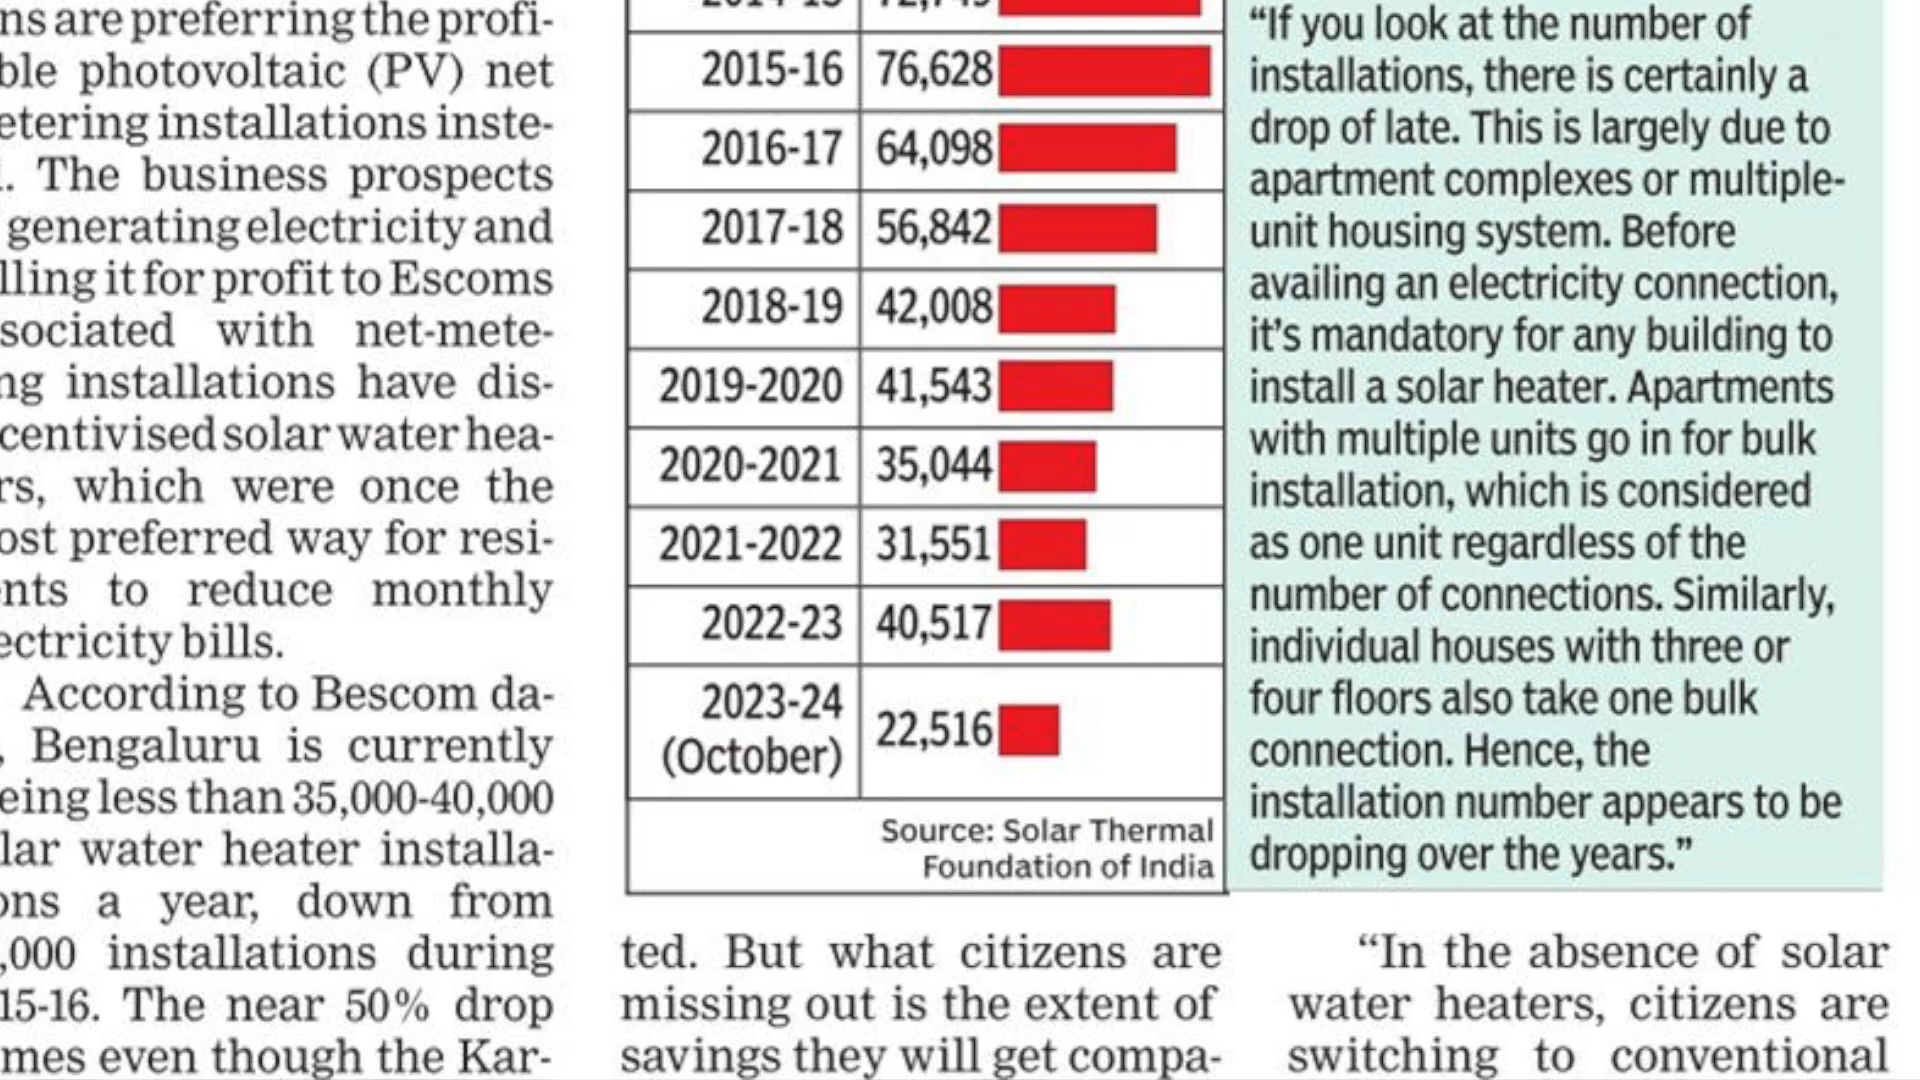 ns are preferring the profi-
ble photovoltaic (PV) net
etering installations inste-
. The business prospects
generating electricity and
lling it for profit to Escoms
sociated with net-mete-
ng installations have dis-
centivised solar water hea-
rs, which were once the
ost preferred way for resi-
nts to reduce monthly
ectricity bills.
According to Bescom da-
, Bengaluru is currently
eing less than 35,000-40,000
lar water heater installa-
ons a year, down from
,000 installations during
15-16. The near 50% drop
mes even though the Kar-
2014-15 72,749
2015-16 76,628
2016-17 64,098
2017-18 56,842
2018-19 42,008
2019-2020 41,543
2020-2021 35,044
2021-2022 31,551
2022-23 40,517
2023-24
(October) 22,516
Source: Solar Thermal
Foundation of India
ted. But what citizens are
missing out is the extent of
savings they will get compa-
“If you look at the number of
installations, there is certainly a
drop of late. This is largely due to
apartment complexes or multiple-
unit housing system. Before
availing an electricity connection,
it’s mandatory for any building to
install a solar heater. Apartments
with multiple units go in for bulk
installation, which is considered
as one unit regardless of the
number of connections. Similarly,
individual houses with three or
four floors also take one bulk
connection. Hence, the
installation number appears to be
dropping over the years.”
“In the absence of solar
water heaters, citizens are
switching to conventional